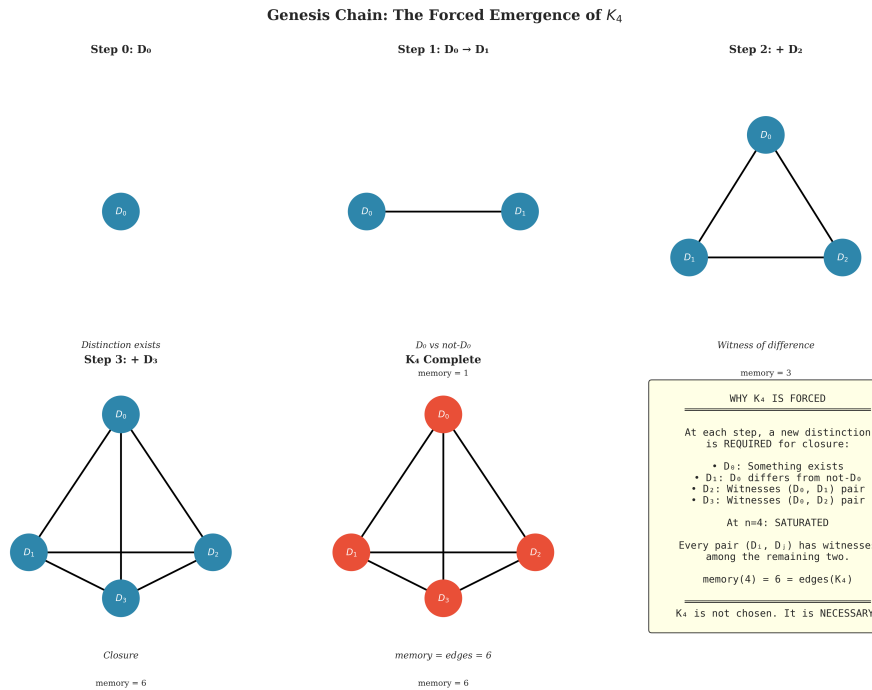 Genesis Chain: The Forced Emergence of K₄
Step 0: D₀
Step 1: D₀ → D₁
Step 2: + D₂
D₀
D₀
D₁
D₀
D₁
D₂
Distinction exists
D₀ vs not-D₀
memory = 1
Witness of difference
memory = 3
Step 3: + D₃
D₀
D₁
D₂
D₃
Closure
memory = 6
K₄ Complete
D₀
D₁
D₂
D₃
memory = edges = 6
memory = 6
WHY K₄ IS FORCED
At each step, a new distinction
is REQUIRED for closure:
• D₀: Something exists
• D₁: D₀ differs from not-D₀
• D₂: Witnesses (D₀, D₁) pair
• D₃: Witnesses (D₀, D₂) pair
At n=4: SATURATED
Every pair (Dᵢ, Dⱼ) has witnesse
among the remaining two.
memory(4) = 6 = edges(K₄)
K₄ is not chosen. It is NECESSARY